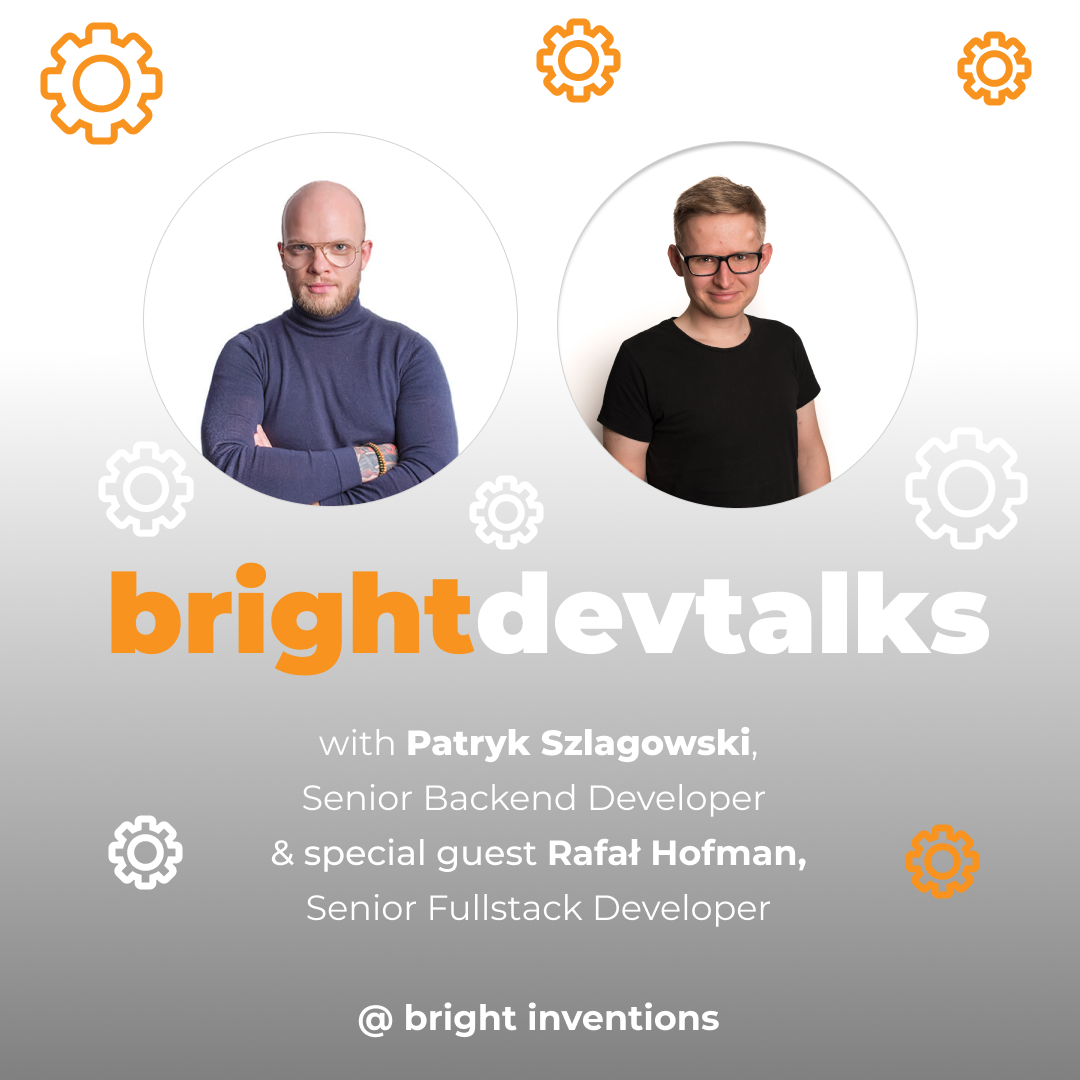 brightdevtalks
with Patryk Szlagowski,
Senior Backend Developer
& special guest Rafał Hofman,
Senior Fullstack Developer
@ bright inventions